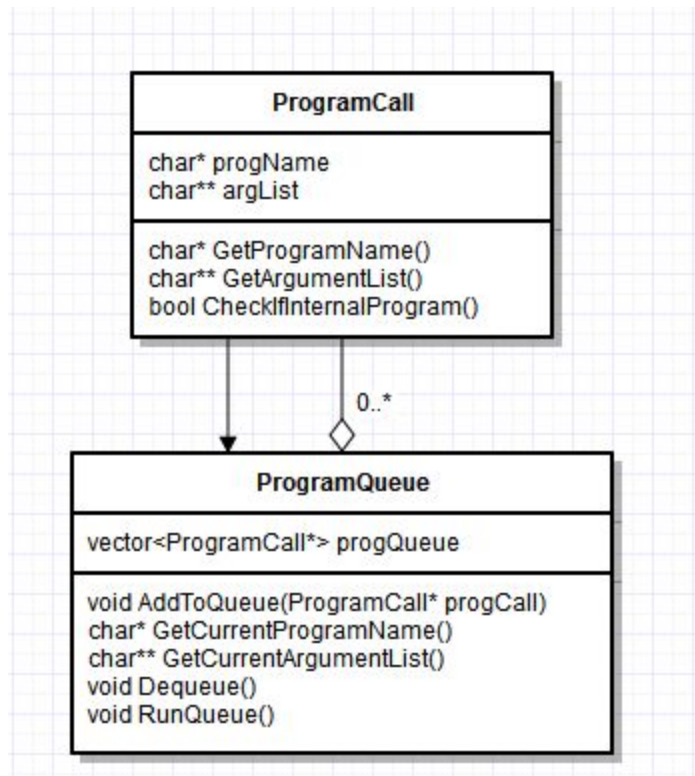 ProgramCall
char* progName
char** argList
char* GetProgramName()
char** GetArgumentList()
bool CheckIfInternalProgram()
0..*
ProgramQueue
vector<ProgramCall*> progQueue
void AddToQueue(ProgramCall* progCall)
char* GetCurrentProgramName()
char** GetCurrentArgumentList()
void Dequeue()
void RunQueue()